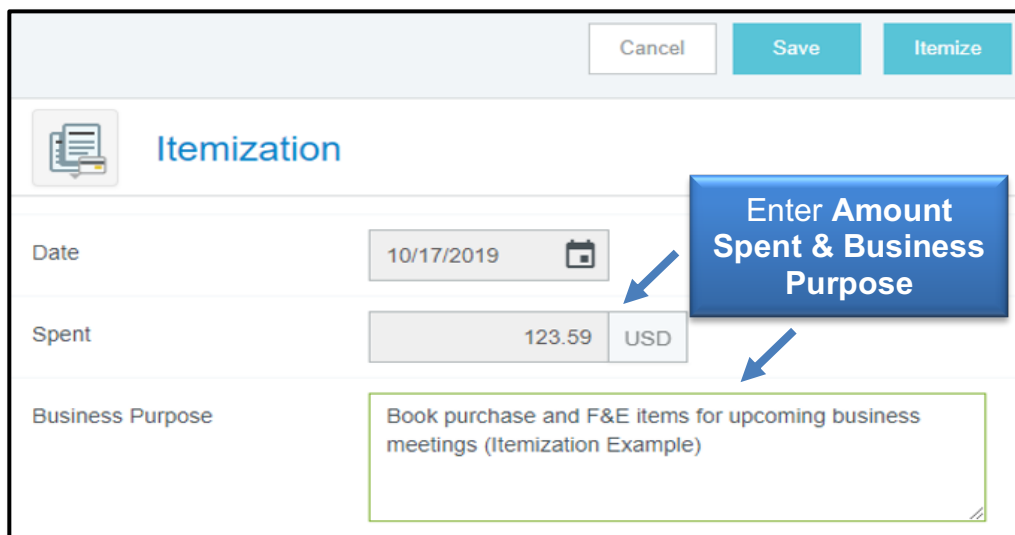 Cancel Save Itemize
Itemization
Enter Amount
Spent & Business
Purpose
Date 10/17/2019
Spent 123.59 USD
Business Purpose Book purchase and F&E items for upcoming business
meetings (Itemization Example)